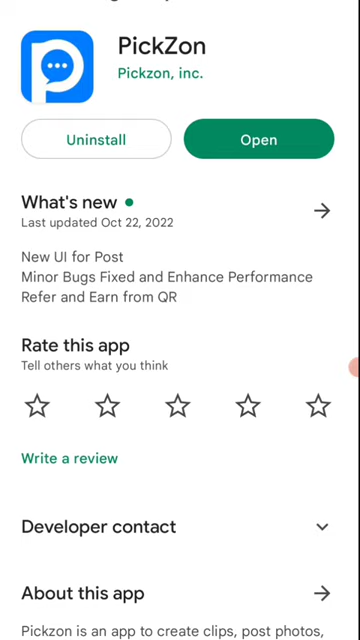 PickZon
Pickzon, inc.
Uninstall
Open
What's new
Last updated Oct 22, 2022
New UI for Post
Minor Bugs Fixed and Enhance Performance
Refer and Earn from QR
Rate this app
Tell others what you think
Write a review
Developer contact
About this app
Pickzon is an app to create clips, post photos,